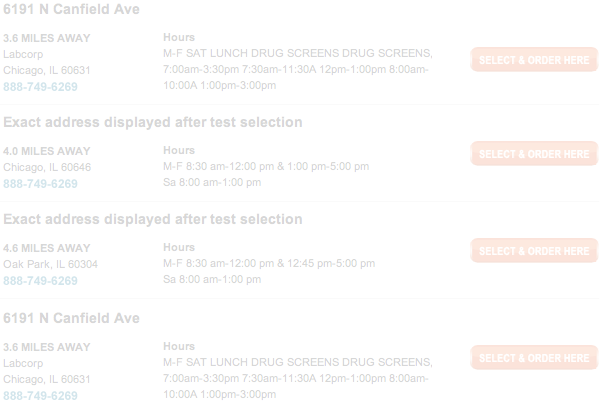 6191 N Canfield Ave
3.6 MILES AWAY
Labcorp
Chicago, IL 60631
888-749-6269
Hours
M-F SAT LUNCH DRUG SCREENS DRUG SCREENS,
7:00am-3:30pm 7:30am-11:30A 12pm-1:00pm 8:00am-
10:00A 1:00pm-3:00pm
SELECT & ORDER HERE
Exact address displayed after test selection
4.0 MILES AWAY
Chicago, IL 60646
888-749-6269
Hours
M-F 8:30 am-12:00 pm & 1:00 pm-5:00 pm
Sa 8:00 am-1:00 pm
SELECT & ORDER HERE
Exact address displayed after test selection
4.6 MILES AWAY
Oak Park, IL 60304
888-749-6269
Hours
M-F 8:30 am-12:00 pm & 12:45 pm-5:00 pm
Sa 8:00 am-1:00 pm
SELECT & ORDER HERE
6191 N Canfield Ave
3.6 MILES AWAY
Labcorp
Chicago, IL 60631
888-749-6269
Hours
M-F SAT LUNCH DRUG SCREENS DRUG SCREENS,
7:00am-3:30pm 7:30am-11:30A 12pm-1:00pm 8:00am-
10:00A 1:00pm-3:00pm
SELECT & ORDER HERE